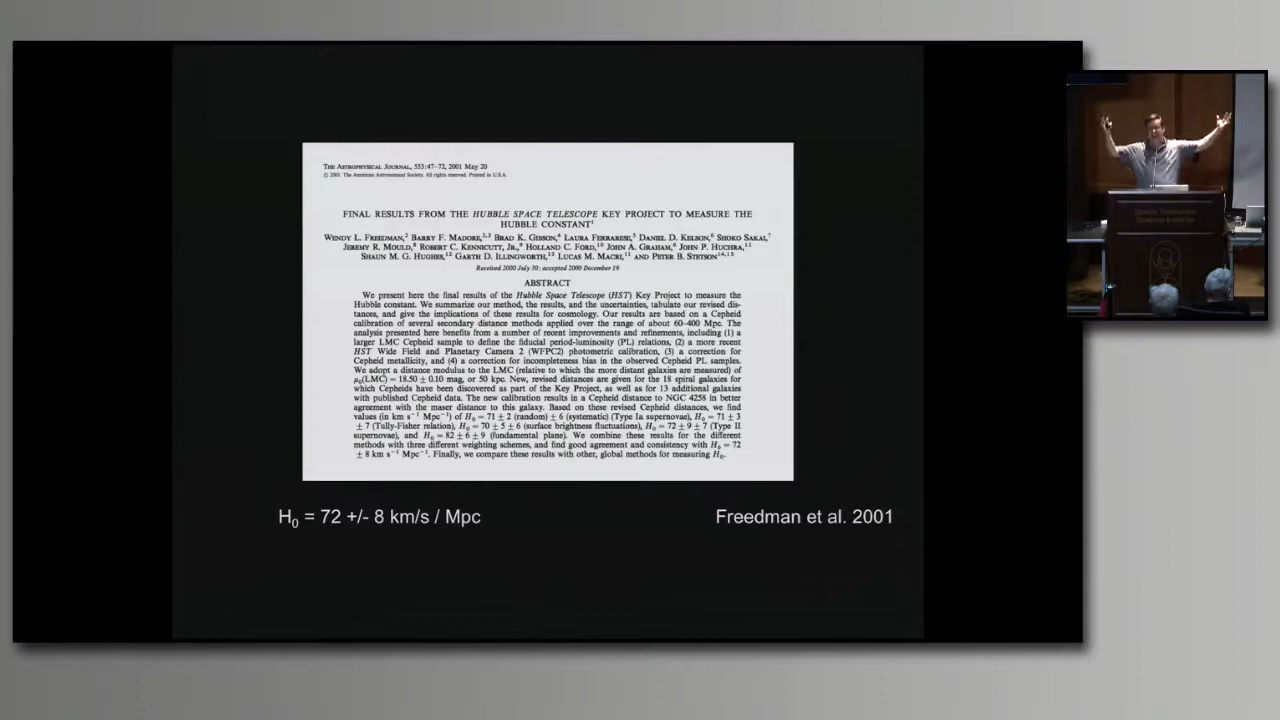 THE ASTROPHYSICAL JOURNAL, 553:47–72, 2001 May 20
© 2001. The American Astronomical Society. All rights reserved. Printed in U.S.A.
FINAL RESULTS FROM THE HUBBLE SPACE TELESCOPE KEY PROJECT TO MEASURE THE
HUBBLE CONSTANT¹
WENDY L. FREEDMAN,² BARRY F. MADORE,²,³ BRAD K. GIBSON,⁴ LAURA FERRARESE,⁵ DANIEL D. KELSON,⁶ SHOKO SAKAI,⁷
JEREMY R. MOULD,⁸ ROBERT C. KENNICUTT, JR.,⁹ HOLLAND C. FORD,¹⁰ JOHN A. GRAHAM,⁶ JOHN P. HUCHRA,¹¹
SHAUN M. G. HUGHES,¹² GARTH D. ILLINGWORTH,¹³ LUCAS M. MACRI,¹¹ AND PETER B. STETSON¹⁴,¹⁵
Received 2000 July 30; accepted 2000 December 19
ABSTRACT
We present here the final results of the Hubble Space Telescope (HST) Key Project to measure the
Hubble constant. We summarize our method, the results, and the uncertainties, tabulate our revised dis-
tances, and give the implications of these results for cosmology. Our results are based on a Cepheid
calibration of several secondary distance methods applied over the range of about 60–400 Mpc. The
analysis presented here benefits from a number of recent improvements and refinements, including (1) a
larger LMC Cepheid sample to define the fiducial period-luminosity (PL) relations, (2) a more recent
HST Wide Field and Planetary Camera 2 (WFPC2) photometric calibration, (3) a correction for
Cepheid metallicity, and (4) a correction for incompleteness bias in the observed Cepheid PL samples.
We adopt a distance modulus to the LMC (relative to which the more distant galaxies are measured) of
μ₀(LMC) = 18.50 ± 0.10 mag, or 50 kpc. New, revised distances are given for the 18 spiral galaxies for
which Cepheids have been discovered as part of the Key Project, as well as for 13 additional galaxies
with published Cepheid data. The new calibration results in a Cepheid distance to NGC 4258 in better
agreement with the maser distance to this galaxy. Based on these revised Cepheid distances, we find
values (in km s⁻¹ Mpc⁻¹) of H₀ = 71 ± 2 (random) ± 6 (systematic) (Type Ia supernovae), H₀ = 71 ± 3
± 7 (Tully-Fisher relation), H₀ = 70 ± 5 ± 6 (surface brightness fluctuations), H₀ = 72 ± 9 ± 7 (Type II
supernovae), and H₀ = 82 ± 6 ± 9 (fundamental plane). We combine these results for the different
methods with three different weighting schemes, and find good agreement and consistency with H₀ = 72
± 8 km s⁻¹ Mpc⁻¹. Finally, we compare these results with other, global methods for measuring H₀.
H₀ = 72 +/- 8 km/s / Mpc
Freedman et al. 2001